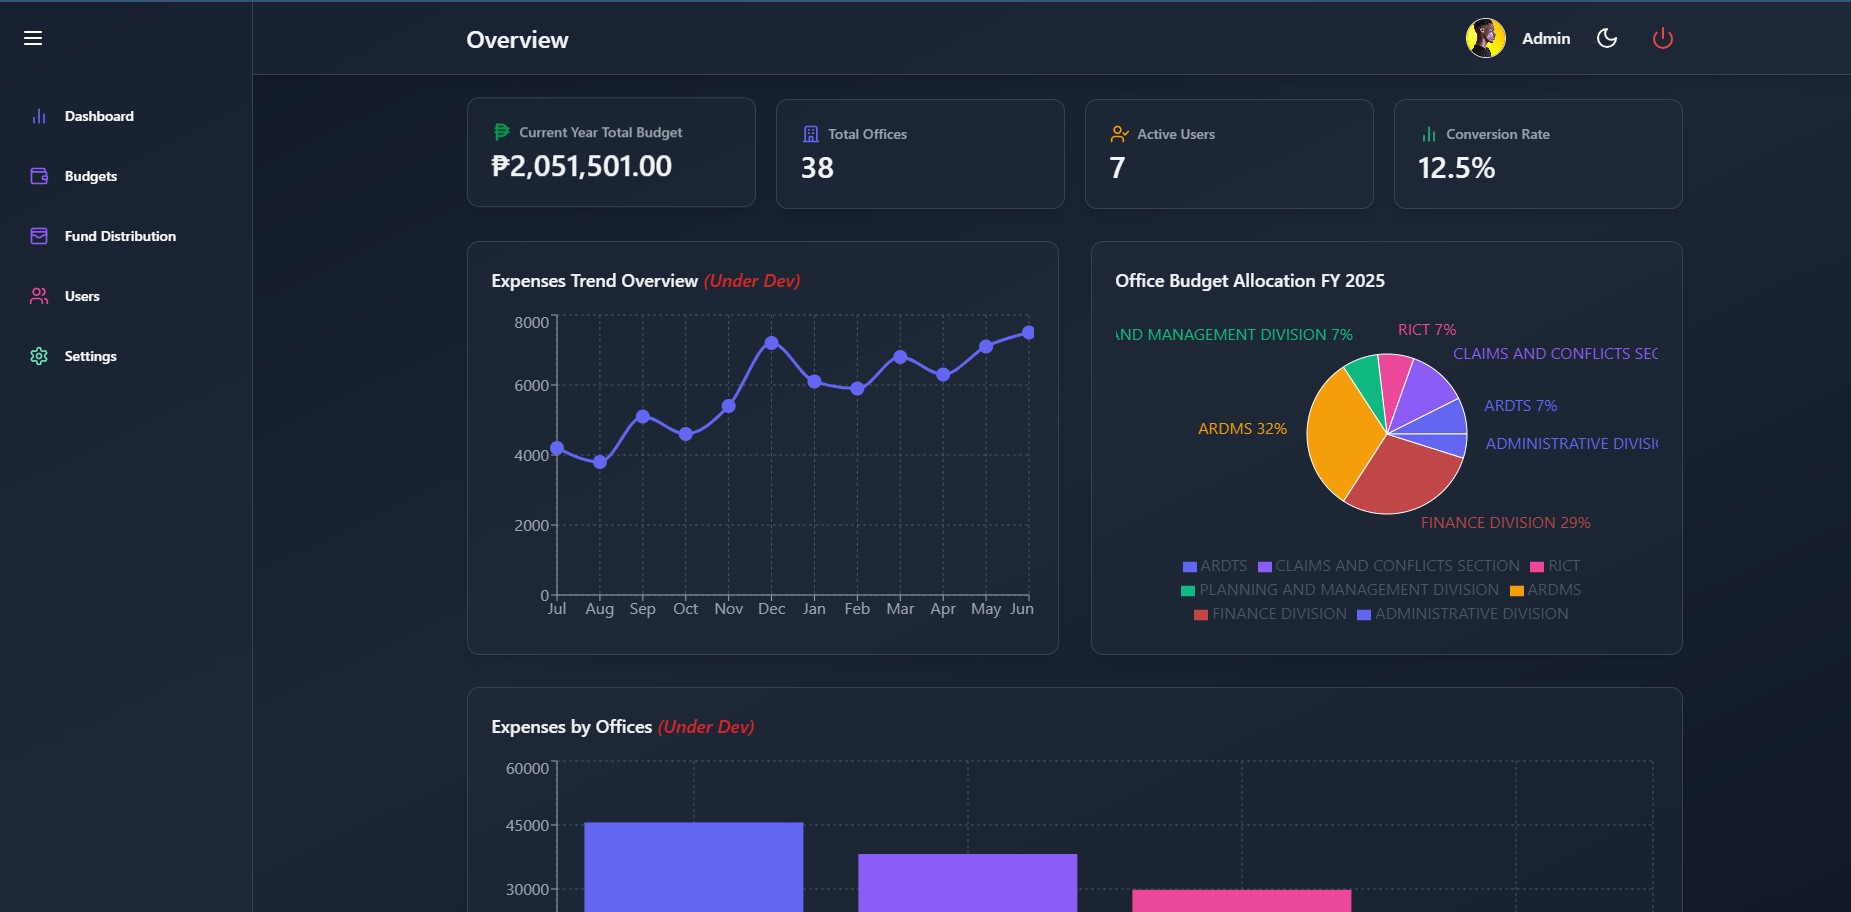 Overview
Admin
Dashboard
Budgets
Fund Distribution
Users
Settings
Current Year Total Budget
₱2,051,501.00
Total Offices
38
Active Users
7
Conversion Rate
12.5%
Expenses Trend Overview (Under Dev)
8000
6000
4000
2000
0
Jul Aug Sep Oct Nov Dec Jan Feb Mar Apr May Jun
Office Budget Allocation FY 2025
RICT 7%
AND MANAGEMENT DIVISION 7%
CLAIMS AND CONFLICTS SEC
ARDTS 7%
ARDMS 32%
ADMINISTRATIVE DIVISI
FINANCE DIVISION 29%
ARDTS CLAIMS AND CONFLICTS SECTION RICT
PLANNING AND MANAGEMENT DIVISION ARDMS
FINANCE DIVISION ADMINISTRATIVE DIVISION
Expenses by Offices (Under Dev)
60000
45000
30000